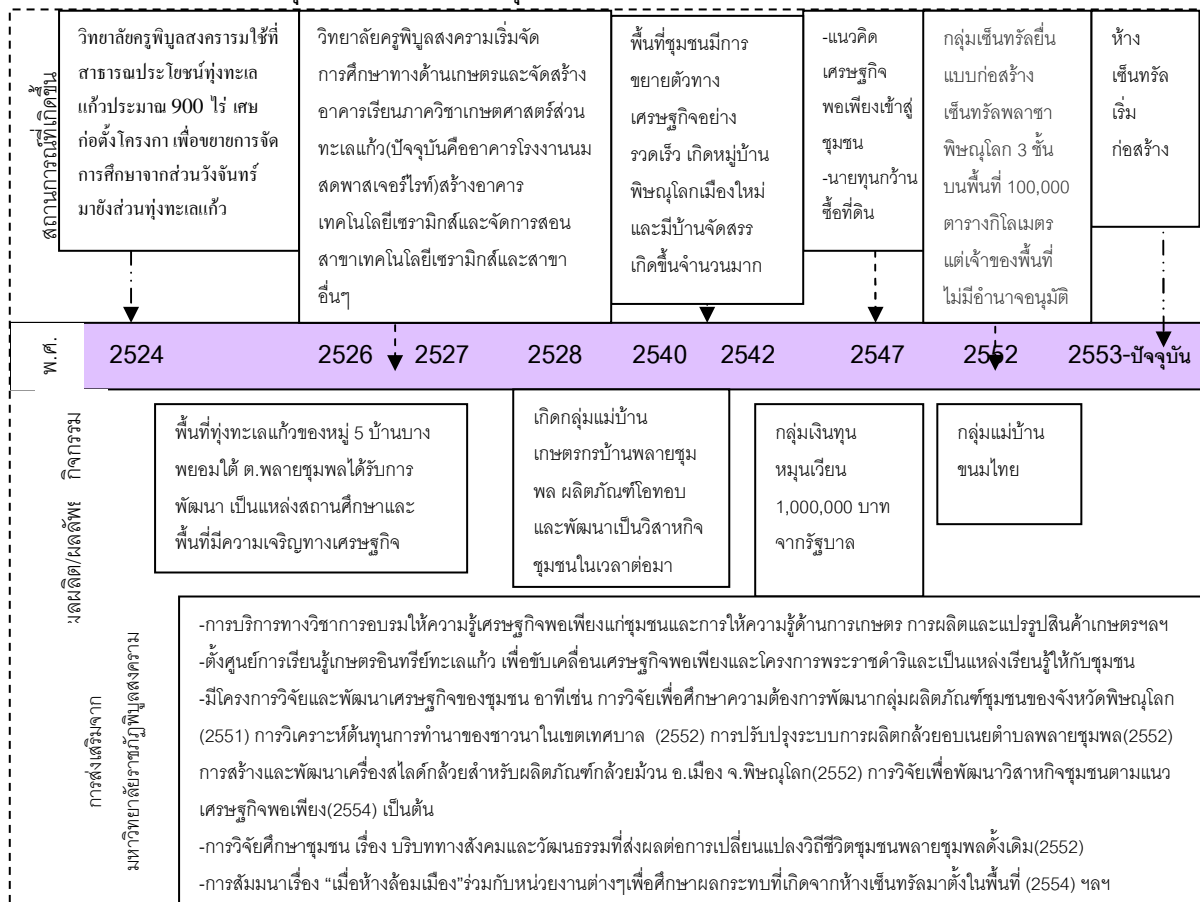 สถานการณ์ที่เกิดขึ้น
วิทยาลัยครูพิบูลสงครารมใช้ที่
สาธารณประโยชน์ทุ่งทะเล
แก้วประมาณ 900 ไร่ เศษ
ก่อตั้งโครงกา เพื่อขยายการจัด
การศึกษาจากส่วนวังจันทร์
มายังส่วนทุ่งทะเลแก้ว
วิทยาลัยครูพิบูลสงครามเริ่มจัด
การศึกษาทางด้านเกษตรและจัดสร้าง
อาคารเรียนภาควิชาเกษตศาสตร์ส่วน
ทะเลแก้ว(ปัจจุบันคืออาคารโรงงานนม
สดพาสเจอร์ไรท์)สร้างอาคาร
เทคโนโลยีเซรามิกส์และจัดการสอน
สาขาเทคโนโลยีเซรามิกส์และสาขา
อื่นๆ
พื้นที่ชุมชนมีการ
ขยายตัวทาง
เศรษฐกิจอย่าง
รวดเร็ว เกิดหมู่บ้าน
พิษณุโลกเมืองใหม่
และมีบ้านจัดสรร
เกิดขึ้นจำนวนมาก
-แนวคิด
เศรษฐกิจ
พอเพียงเข้าสู่
ชุมชน
-นายทุนกว้าน
ซื้อที่ดิน
กลุ่มเซ็นทรัลยื่น
แบบก่อสร้าง
เซ็นทรัลพลาซา
พิษณุโลก 3 ชั้น
บนพื้นที่ 100,000
ตารางกิโลเมตร
แต่เจ้าของพื้นที่
ไม่มีอำนาจอนุมัติ
ห้าง
เซ็นทรัล
เริ่ม
ก่อสร้าง
พ.ศ.
2524 2526 2527 2528 2540 2542 2547 2552 2553-ปัจจุบัน
กิจกรรม
พื้นที่ทุ่งทะเลแก้วของหมู่ 5 บ้านบาง
พยอมใต้ ต.พลายชุมพลได้รับการ
พัฒนา เป็นแหล่งสถานศึกษาและ
พื้นที่มีความเจริญทางเศรษฐกิจ
เกิดกลุ่มแม่บ้าน
เกษตรกรบ้านพลายชุม
พล ผลิตภัณฑ์โอทอบ
และพัฒนาเป็นวิสาหกิจ
ชุมชนในเวลาต่อมา
กลุ่มเงินทุน
หมุนเวียน
1,000,000 บาท
จากรัฐบาล
กลุ่มแม่บ้าน
ขนมไทย
การส่งเสริมจาก
มหาวิทยาลัยราชภัฏพิบูลสงคราม
-การบริการทางวิชาการอบรมให้ความรู้เศรษฐกิจพอเพียงแก่ชุมชนและการให้ความรู้ด้านการเกษตร การผลิตและแปรรูปสินค้าเกษตรฯลฯ
-ตั้งศูนย์การเรียนรู้เกษตรอินทรีย์ทะเลแก้ว เพื่อขับเคลื่อนเศรษฐกิจพอเพียงและโครงการพระราชดำริและเป็นแหล่งเรียนรู้ให้กับชุมชน
-มีโครงการวิจัยและพัฒนาเศรษฐกิจของชุมชน อาทีเช่น การวิจัยเพื่อศึกษาความต้องการพัฒนากลุ่มผลิตภัณฑ์ชุมชนของจังหวัดพิษณุโลก
(2551) การวิเคราะห์ต้นทุนการทำนาของชาวนาในเขตเทศบาล (2552) การปรับปรุงระบบการผลิตกล้วยอบเนยตำบลพลายชุมพล(2552)
การสร้างและพัฒนาเครื่องสไลด์กล้วยสำหรับผลิตภัณฑ์กล้วยม้วน อ.เมือง จ.พิษณุโลก(2552) การวิจัยเพื่อพัฒนาวิสาหกิจชุมชนตามแนว
เศรษฐกิจพอเพียง(2554) เป็นต้น
-การวิจัยศึกษาชุมชน เรื่อง บริบททางสังคมและวัฒนธรรมที่ส่งผลต่อการเปลี่ยนแปลงวิถีชีวิตชุมชนพลายชุมพลดั้งเดิม(2552)
-การสัมมนาเรื่อง “เมื่อห้างล้อมเมือง”ร่วมกับหน่วยงานต่างๆเพื่อศึกษาผลกระทบที่เกิดจากห้างเซ็นทรัลมาตั้งในพื้นที่ (2554) ฯลฯ